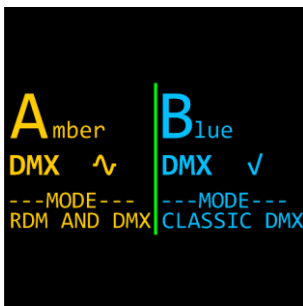 Amber
DMX ∿
---MODE---
RDM AND DMX
Blue
DMX √
---MODE---
CLASSIC DMX